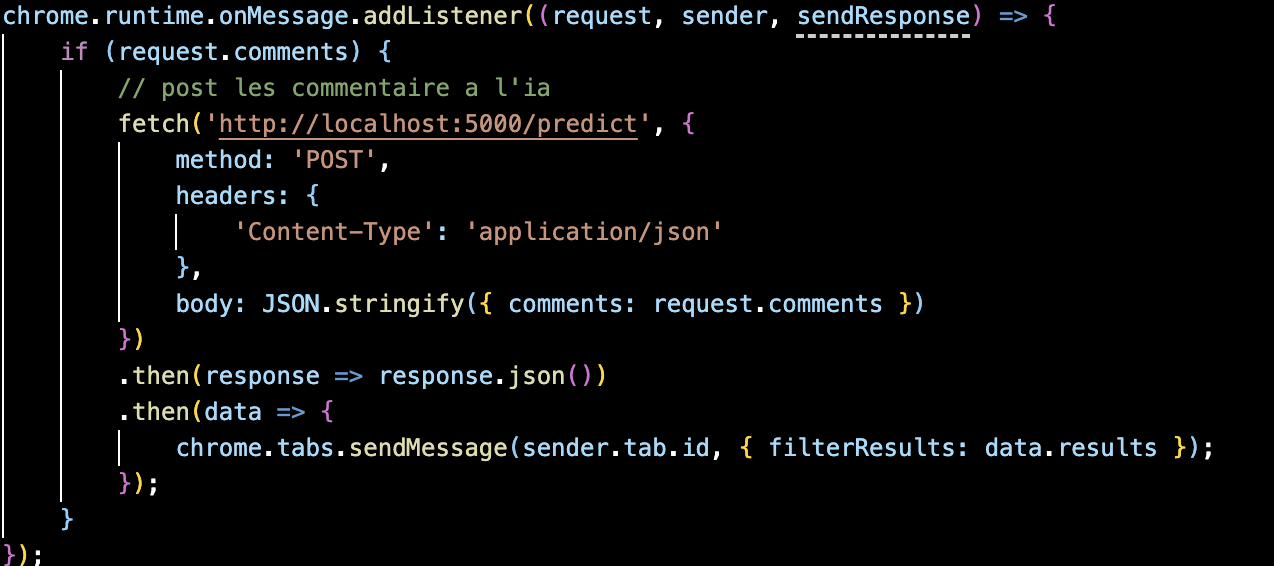 chrome.runtime.onMessage.addListener((request, sender, sendResponse) => {
    if (request.comments) {
        // post les commentaire a l'ia
        fetch('http://localhost:5000/predict', {
            method: 'POST',
            headers: {
                'Content-Type': 'application/json'
            },
            body: JSON.stringify({ comments: request.comments })
        })
        .then(response => response.json())
        .then(data => {
            chrome.tabs.sendMessage(sender.tab.id, { filterResults: data.results });
        });
    }
});